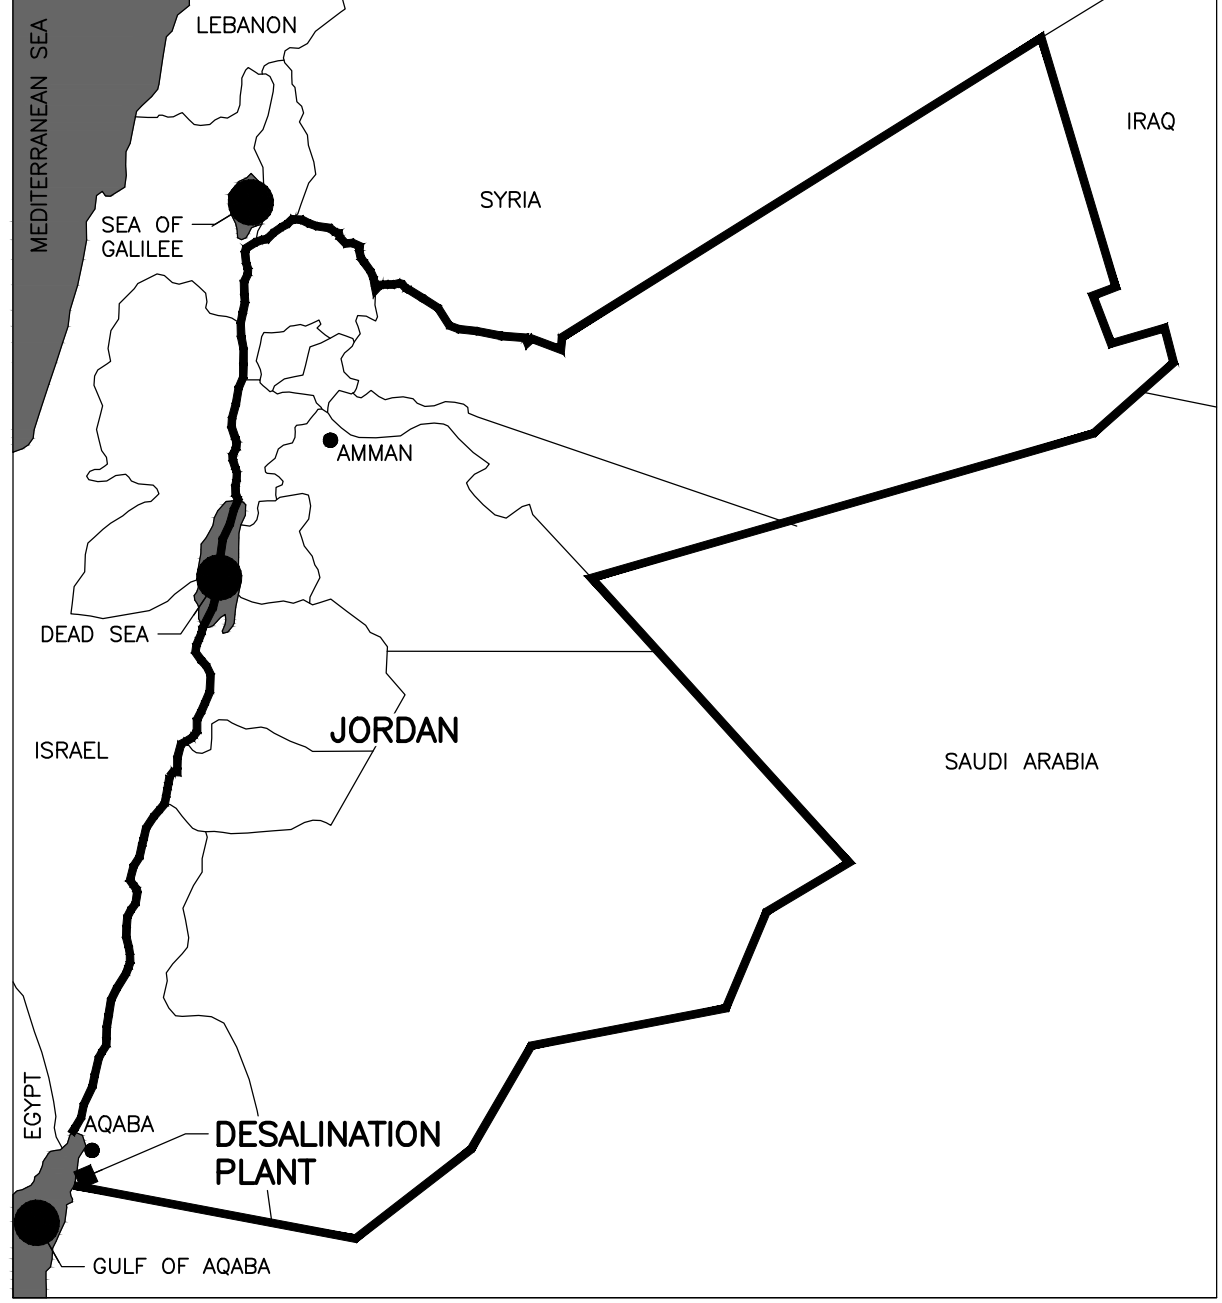 LEBANON
MEDITERRANEAN SEA
IRAQ
SYRIA
SEA OF
GALILEE
AMMAN
DEAD SEA
JORDAN
ISRAEL
SAUDI ARABIA
EGYPT
AQABA
DESALINATION
PLANT
GULF OF AQABA